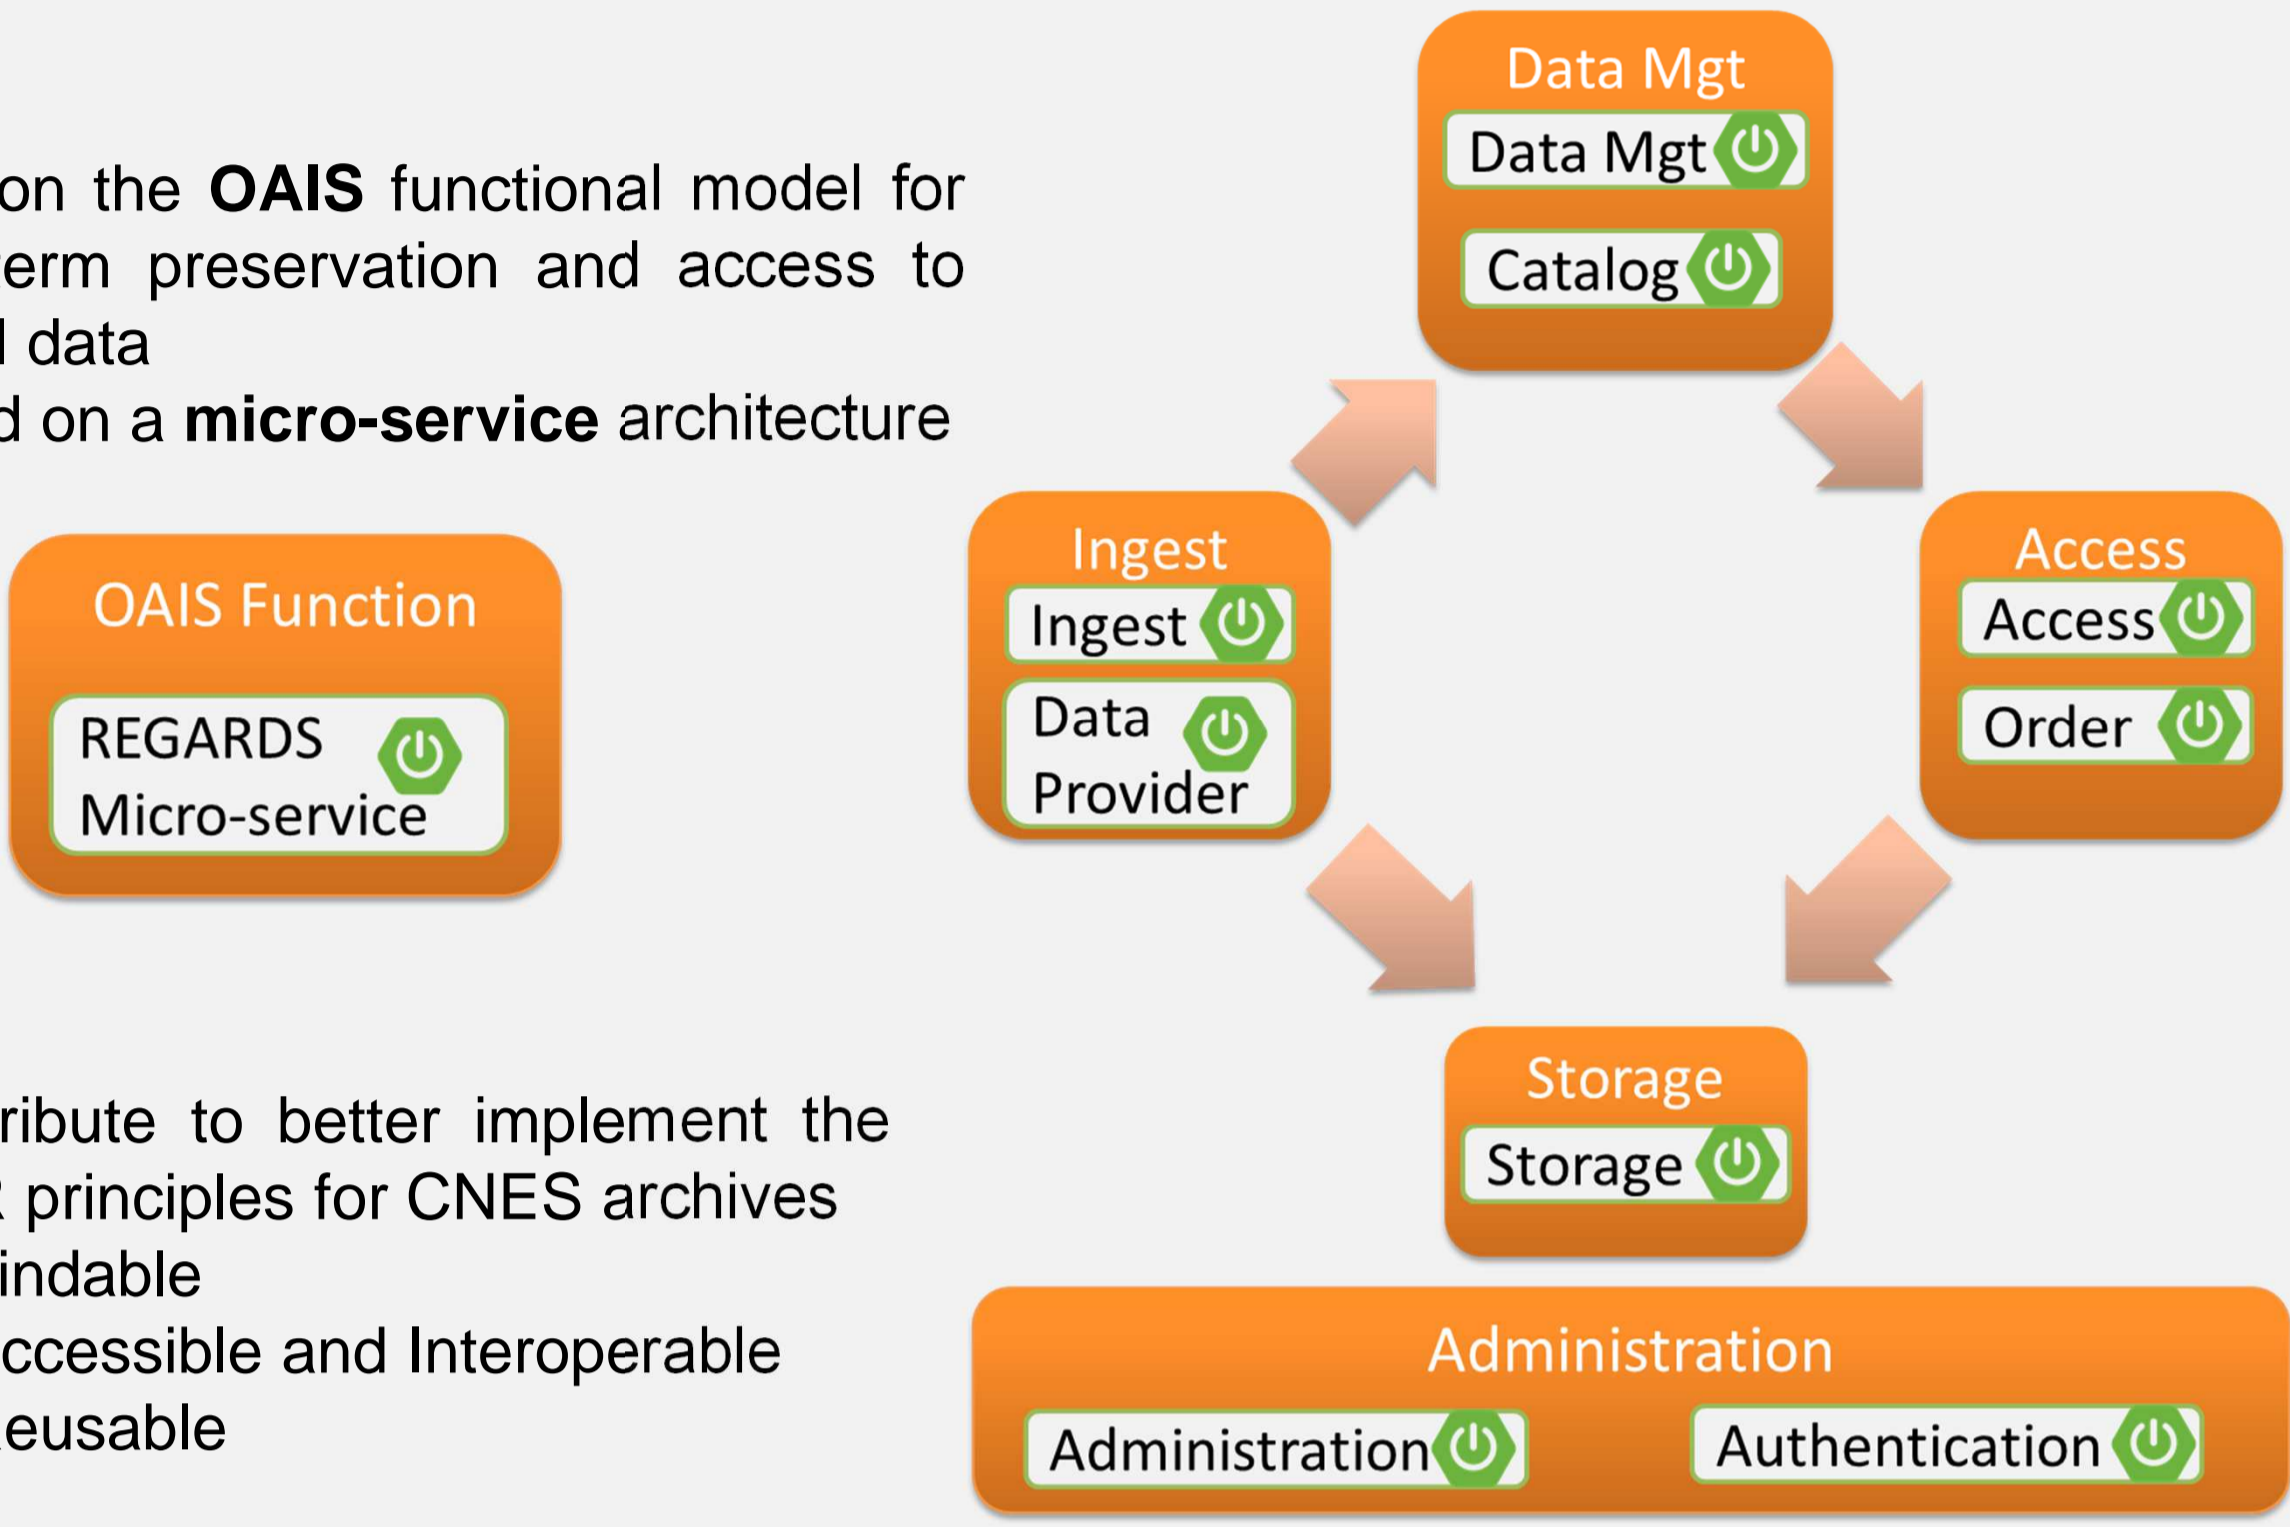 on the OAIS functional model for
term preservation and access to
data
on a micro-service architecture
OAIS Function
REGARDS
Micro-service
ribute to better implement the
principles for CNES archives
indable
ccessible and Interoperable
eusable
Data Mgt
Data Mgt
Catalog
Ingest
Ingest
Data
Provider
Access
Access
Order
Storage
Storage
Administration
Administration
Authentication